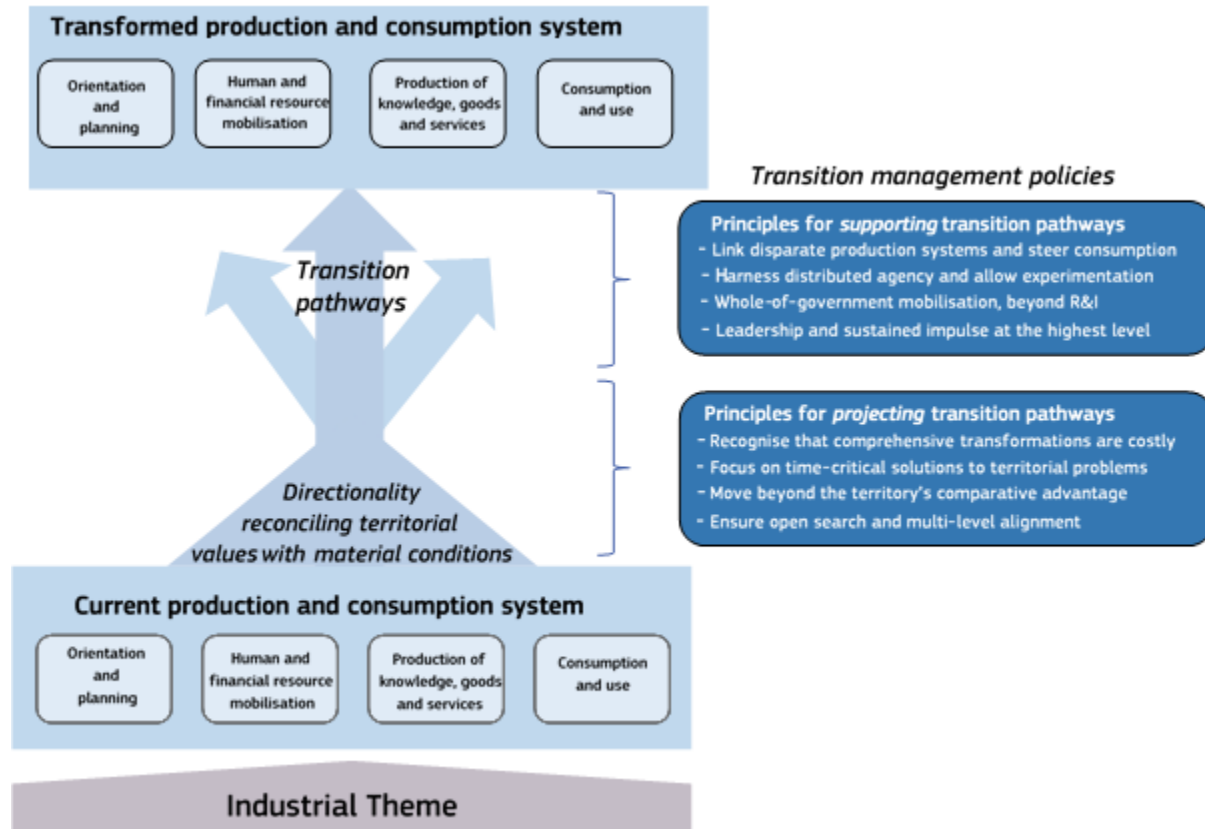 Transformed production and consumption system
Orientation
and
planning
Human and
financial resource
mobilisation
Production of
knowledge, goods
and services
Consumption
and use
Transition management policies
Principles for supporting transition pathways
- Link disparate production systems and steer consumption
- Harness distributed agency and allow experimentation
- Whole-of-government mobilisation, beyond R&I
- Leadership and sustained impulse at the highest level
Transition
pathways
Principles for projecting transition pathways
- Recognise that comprehensive transformations are costly
- Focus on time-critical solutions to territorial problems
- Move beyond the territory's comparative advantage
- Ensure open search and multi-level alignment
Directionality
reconciling territorial
values with material conditions
Current production and consumption system
Orientation
and
planning
Human and
financial resource
mobilisation
Production of
knowledge, goods
and services
Consumption
and use
Industrial Theme